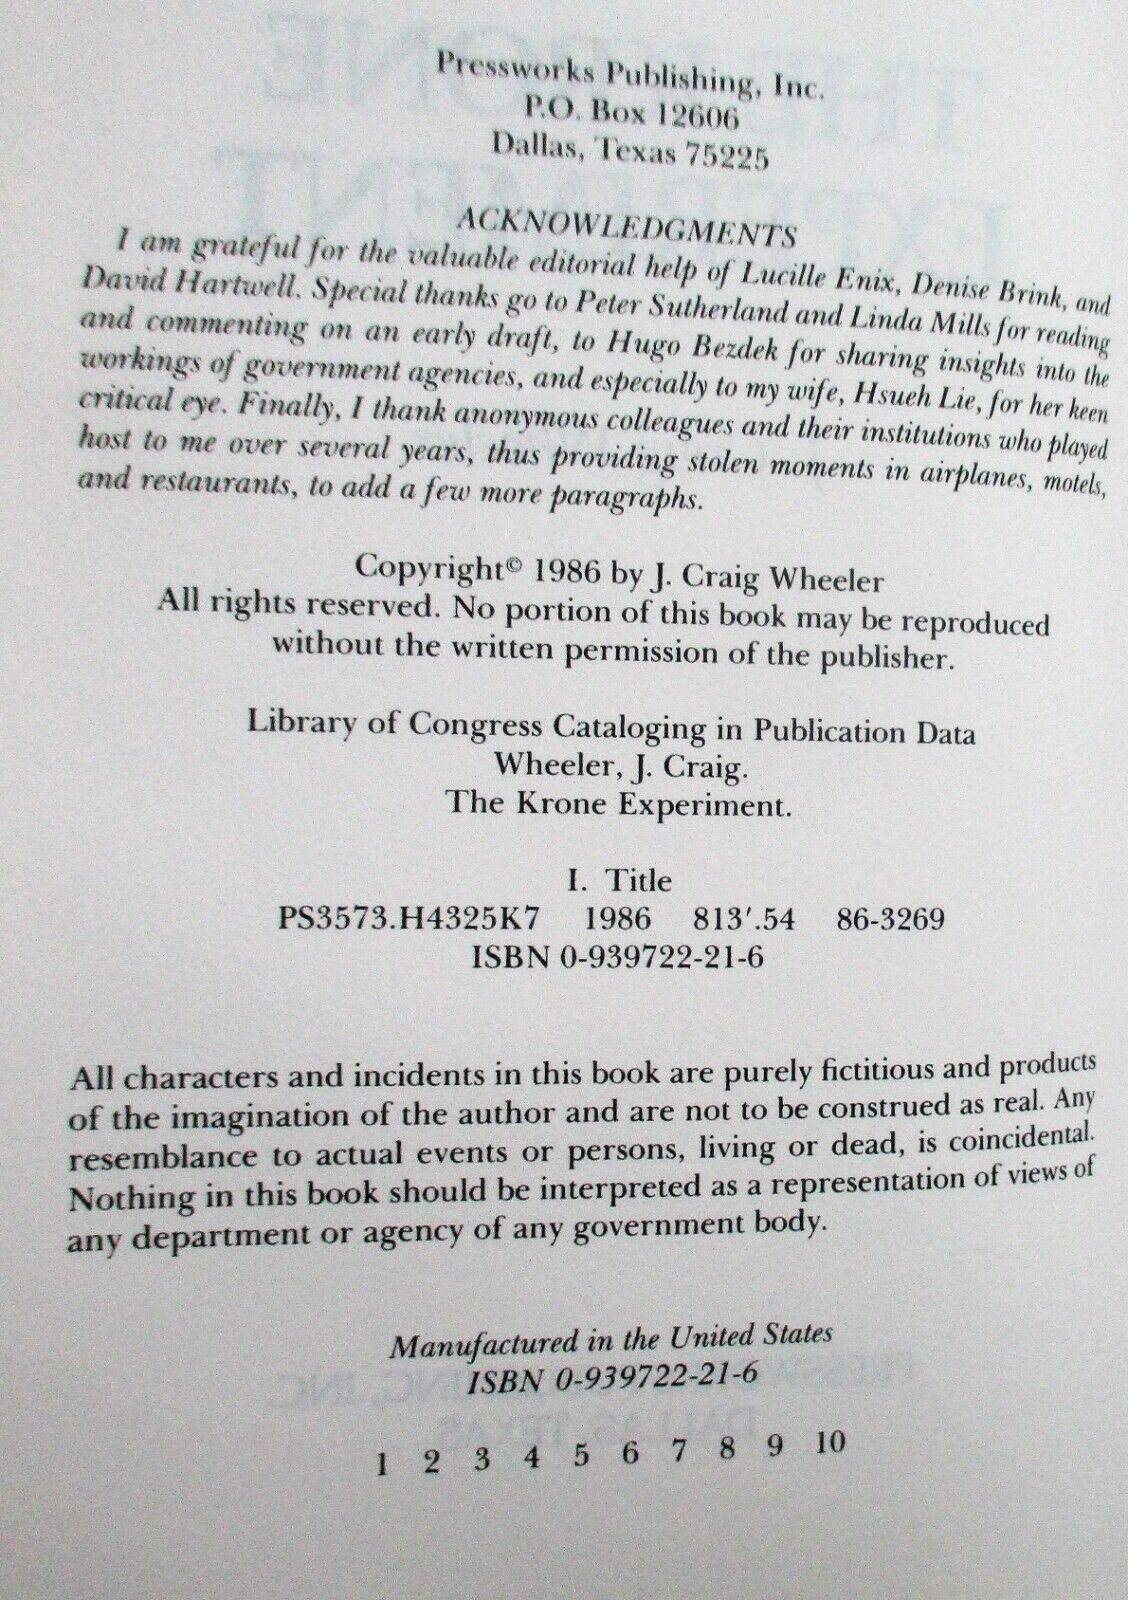 Pressworks Publishing, Inc.
P.O. Box 12606
Dallas, Texas 75225
ACKNOWLEDGMENTS
I am grateful for the valuable editorial help of Lucille Enix, Denise Brink, and
David Hartwell. Special thanks go to Peter Sutherland and Linda Mills for reading
and commenting on an early draft, to Hugo Bezdek for sharing insights into the
workings of government agencies, and especially to my wife, Hsueh Lie, for her keen
critical eye. Finally, I thank anonymous colleagues and their institutions who played
host to me over several years, thus providing stolen moments in airplanes, motels,
and restaurants, to add a few more paragraphs.
Copyright© 1986 by J. Craig Wheeler
All rights reserved. No portion of this book may be reproduced
without the written permission of the publisher.
Library of Congress Cataloging in Publication Data
Wheeler, J. Craig.
The Krone Experiment.
I. Title
PS3573.H4325K7 1986 813′.54 86-3269
ISBN 0-939722-21-6
All characters and incidents in this book are purely fictitious and products
of the imagination of the author and are not to be construed as real. Any
resemblance to actual events or persons, living or dead, is coincidental.
Nothing in this book should be interpreted as a representation of views of
any department or agency of any government body.
Manufactured in the United States
ISBN 0-939722-21-6
1 2 3 4 5 6 7 8 9 10